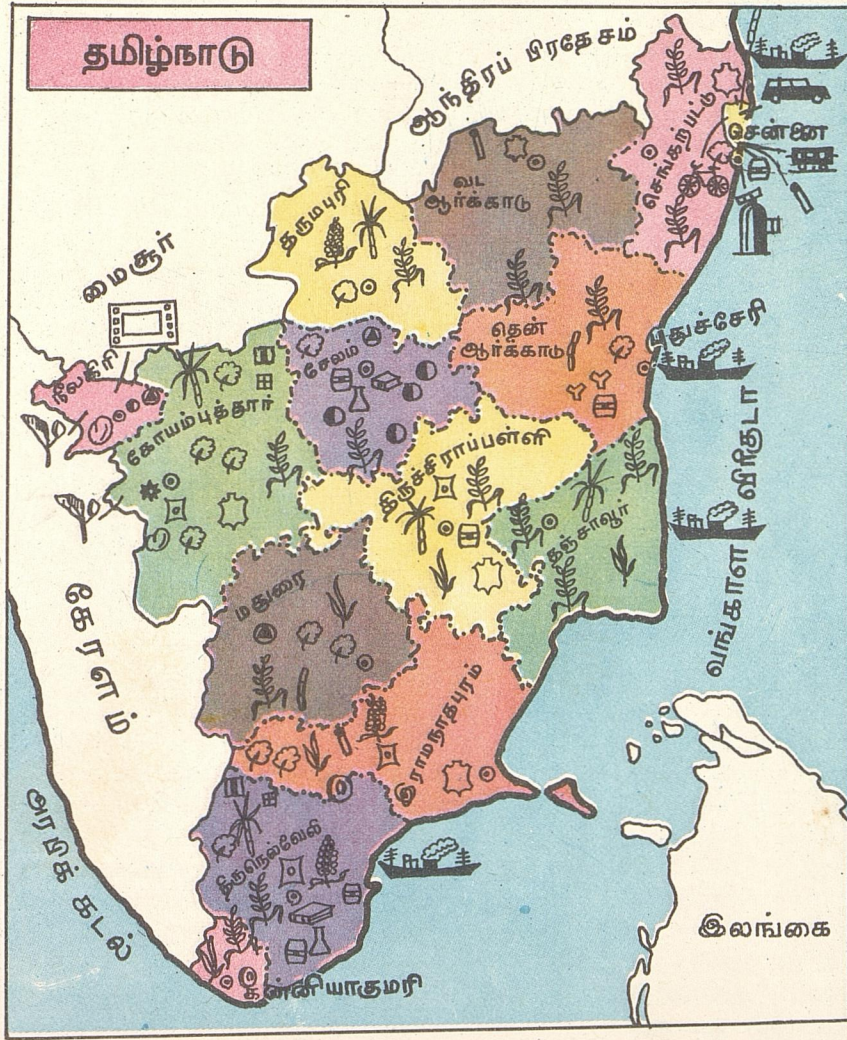 தமிழ்நாடு
ஆந்திரப் பிரதேசம்
செங்கற்பட்டு
சென்னை
வட
ஆர்க்காடு
தருமபுரி
மைசூர்
தென்
ஆர்க்காடு
புதுச்சேரி
நீலகிரி
சேலம்
கோயம்புத்தூர்
திருச்சிராப்பள்ளி
தஞ்சாவூர்
வங்காள விரிகுடா
கேரளம்
மதுரை
ராமநாதபுரம்
அரபிக் கடல்
திருநெல்வேலி
இலங்கை
கன்னியாகுமரி